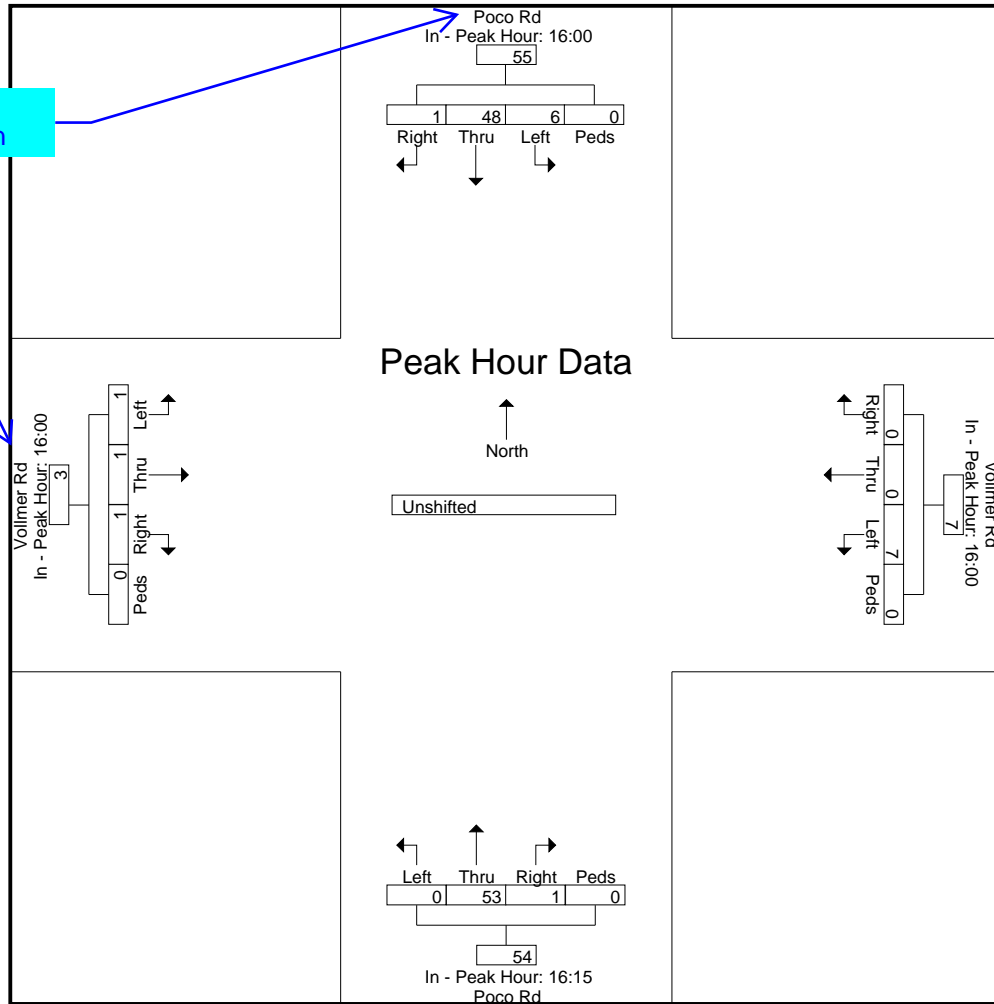 Poco Rd
In - Peak Hour: 16:00
55
1 48 6 0
Right Thru Left Peds
Peak Hour Data
North
Unshifted
Vollmer Rd
In - Peak Hour: 16:00
3
1 1 1 0
Left Thru Right Peds
Vollmer Rd
In - Peak Hour: 16:00
7
0 0 7 0
Right Thru Left Peds
Left Thru Right Peds
0 53 1 0
54
In - Peak Hour: 16:15
Poco Rd